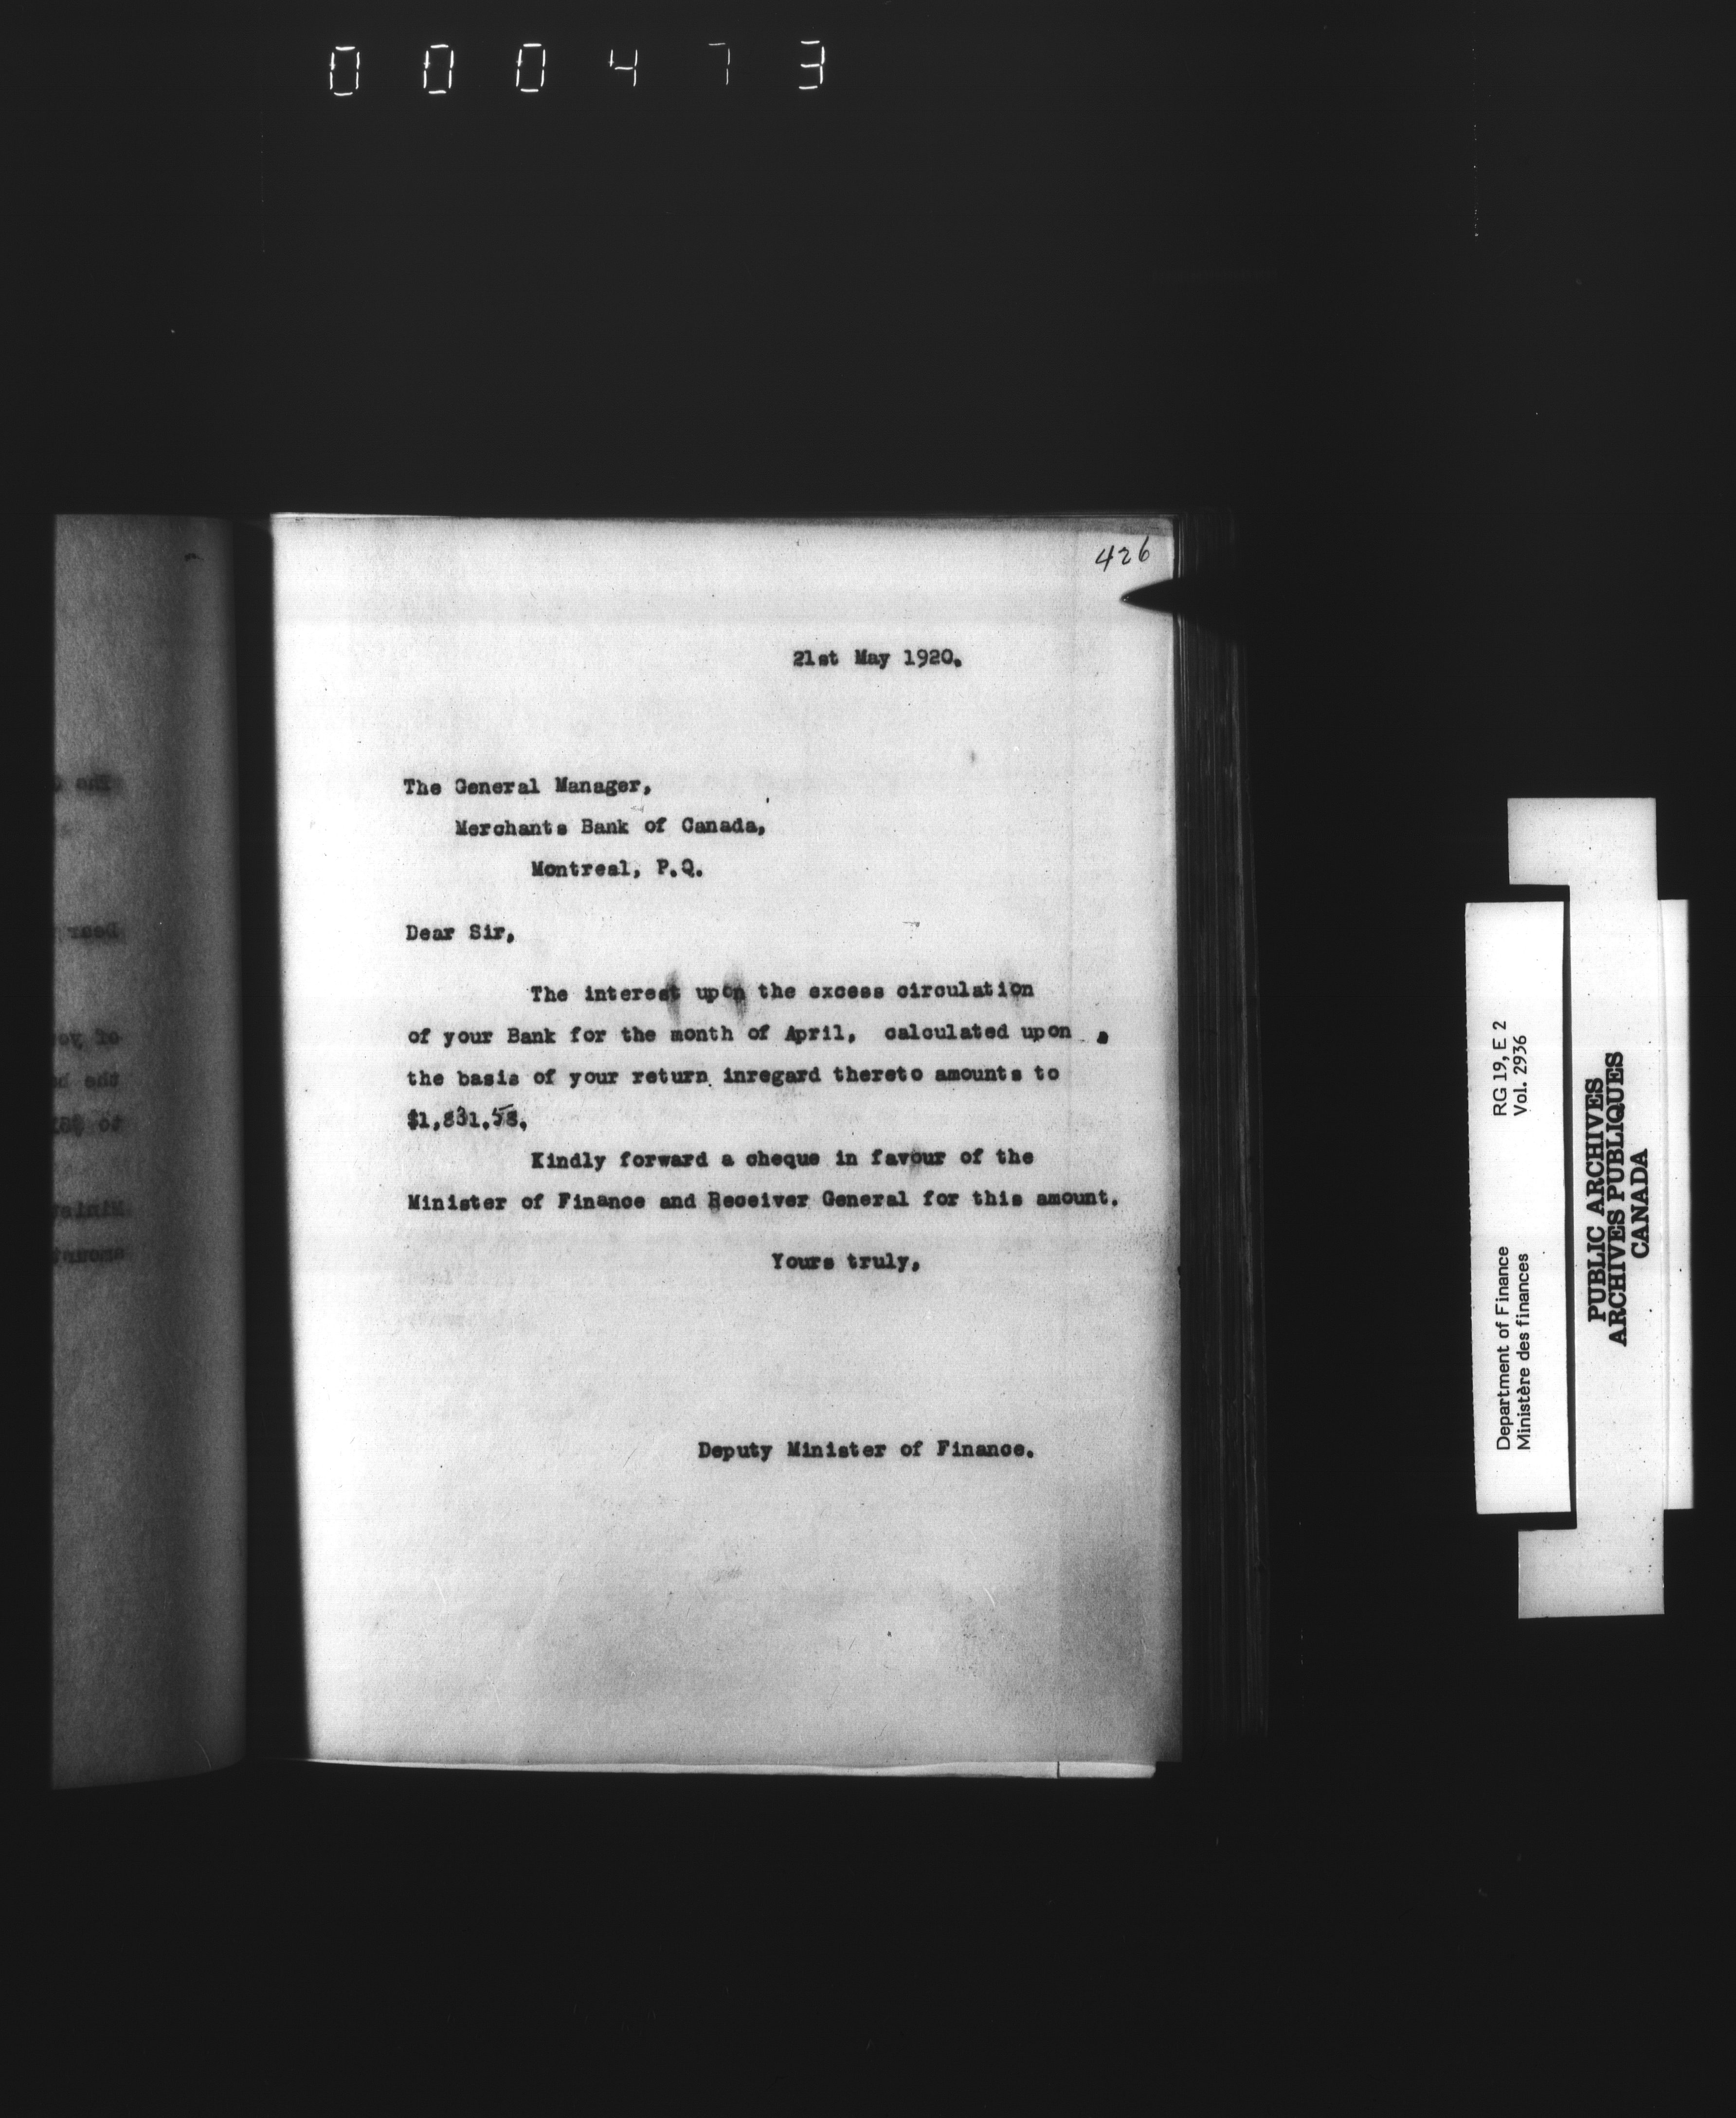 000473
426
21st May 1920.
The General Manager,
Merchants Bank of Canada,
Montreal, P.Q.
Dear Sir,
The interest upon the excess circulation
of your Bank for the month of April, calculated upon
the basis of your return inregard thereto amounts to
$1,831.58.
Kindly forward a cheque in favour of the
Minister of Finance and Receiver General for this amount.
Yours truly,
Deputy Minister of Finance.
Department of Finance RG 19, E 2
Ministère des finances Vol. 2936
PUBLIC ARCHIVES
ARCHIVES PUBLIQUES
CANADA